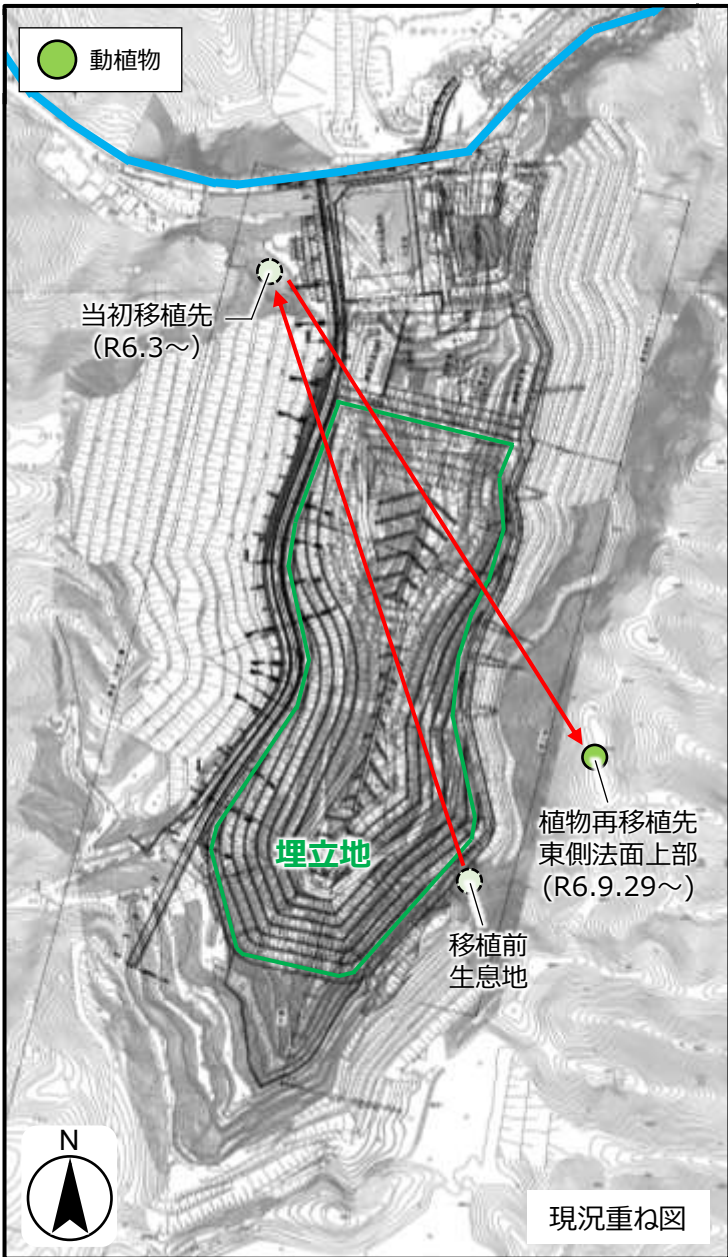 動植物
当初移植先
（R6.3～）
植物再移植先
東側法面上部
(R6.9.29～)
埋立地
移植前
生息地
N
現況重ね図